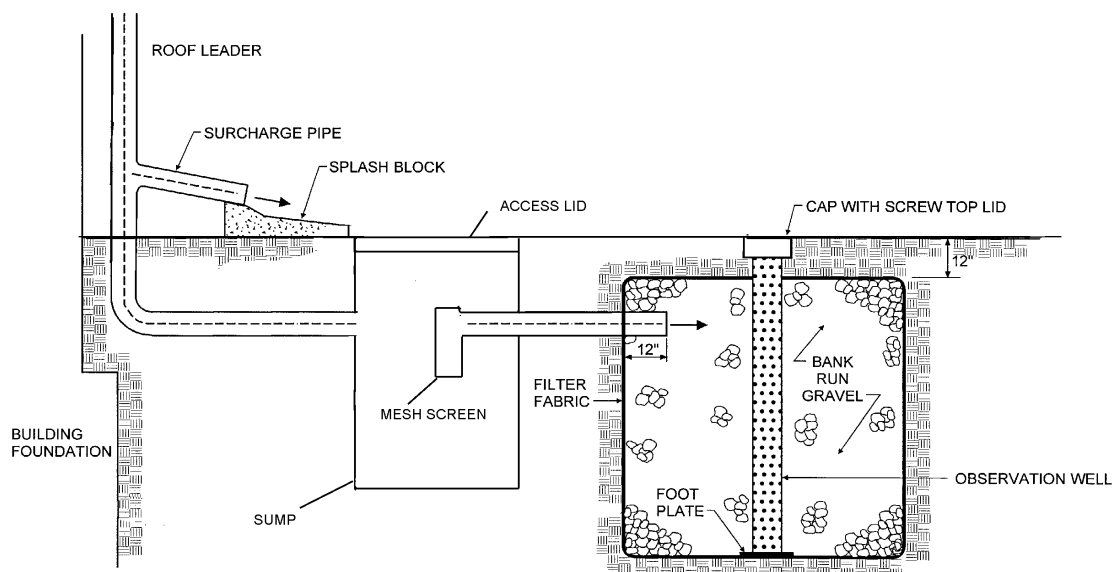 ROOF LEADER
SURCHARGE PIPE
SPLASH BLOCK
ACCESS LID
CAP WITH SCREW TOP LID
12"
12"
MESH SCREEN
FILTER
FABRIC
BANK
RUN
GRAVEL
BUILDING
FOUNDATION
OBSERVATION WELL
FOOT
PLATE
SUMP